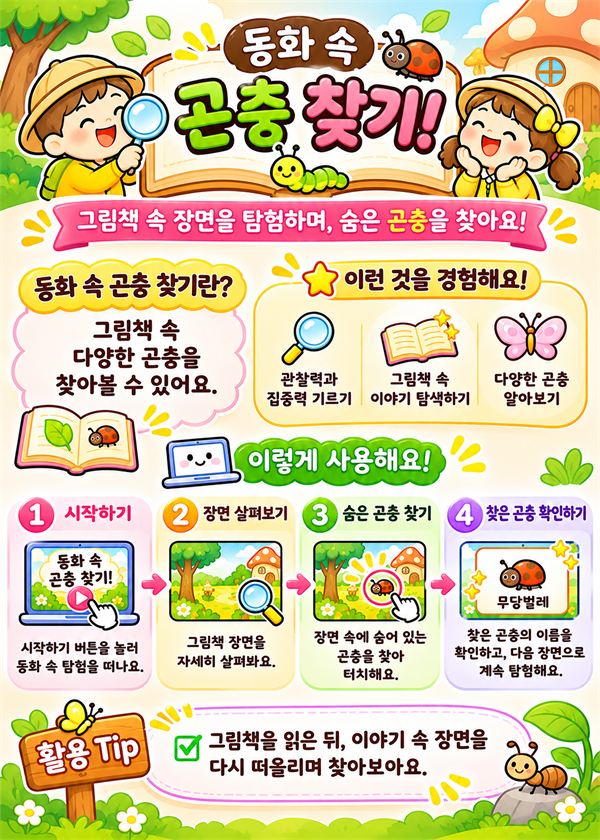 동화 속
곤충 찾기!
그림책 속 장면을 탐험하며, 숨은 곤충을 찾아요!
동화 속 곤충 찾기란?
그림책 속
다양한 곤충을
찾아볼 수 있어요.
이런 것을 경험해요!
관찰력과
집중력 기르기
그림책 속
이야기 탐색하기
다양한 곤충
알아보기
이렇게 사용해요!
1 시작하기
동화 속
곤충 찾기!
시작하기 버튼을 눌러
동화 속 탐험을 떠나요.
2 장면 살펴보기
그림책 장면을
자세히 살펴봐요.
3 숨은 곤충 찾기
장면 속에 숨어 있는
곤충을 찾아
터치해요.
4 찾은 곤충 확인하기
무당벌레
찾은 곤충의 이름을
확인하고, 다음 장면으로
계속 탐험해요.
활용 Tip
그림책을 읽은 뒤, 이야기 속 장면을
다시 떠올리며 찾아보아요.